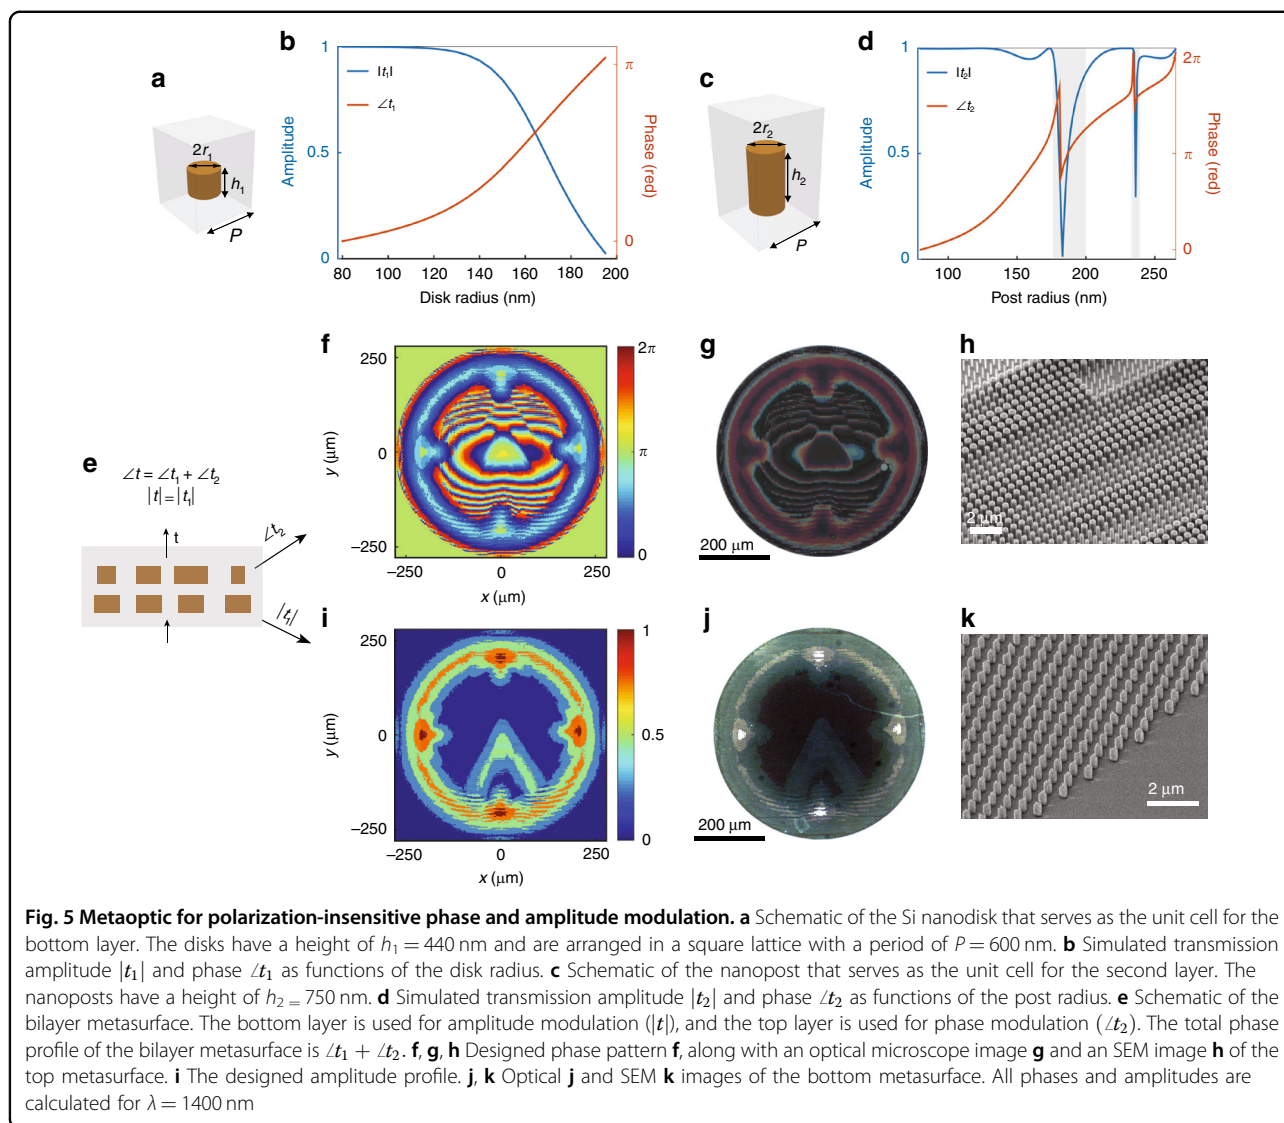 a
2r₁
h₁
P
b
Amplitude
1
0.5
0
|t₁|
∠t₁
π
0
Phase (red)
80 100 120 140 160 180 200
Disk radius (nm)
c
2r₂
h₂
P
d
Amplitude
1
0.5
0
|t₂|
∠t₂
2π
π
0
Phase (red)
100 150 200 250
Post radius (nm)
e
∠t = ∠t₁ + ∠t₂
|t| = |t₁|
t
∠t₂
|t₁|
f
y (μm)
250
0
−250
−250 0 250
x (μm)
2π
π
0
g
200 μm
h
2 μm
i
y (μm)
250
0
−250
−250 0 250
x (μm)
1
0.5
0
j
200 μm
k
2 μm
Fig. 5 Metaoptic for polarization-insensitive phase and amplitude modulation. a Schematic of the Si nanodisk that serves as the unit cell for the
bottom layer. The disks have a height of h₁ = 440 nm and are arranged in a square lattice with a period of P = 600 nm. b Simulated transmission
amplitude |t₁| and phase ∠t₁ as functions of the disk radius. c Schematic of the nanopost that serves as the unit cell for the second layer. The
nanoposts have a height of h₂ ₌ 750 nm. d Simulated transmission amplitude |t₂| and phase ∠t₂ as functions of the post radius. e Schematic of the
bilayer metasurface. The bottom layer is used for amplitude modulation (|t|), and the top layer is used for phase modulation (∠t₂). The total phase
profile of the bilayer metasurface is ∠t₁ + ∠t₂. f, g, h Designed phase pattern f, along with an optical microscope image g and an SEM image h of the
top metasurface. i The designed amplitude profile. j, k Optical j and SEM k images of the bottom metasurface. All phases and amplitudes are
calculated for λ = 1400 nm